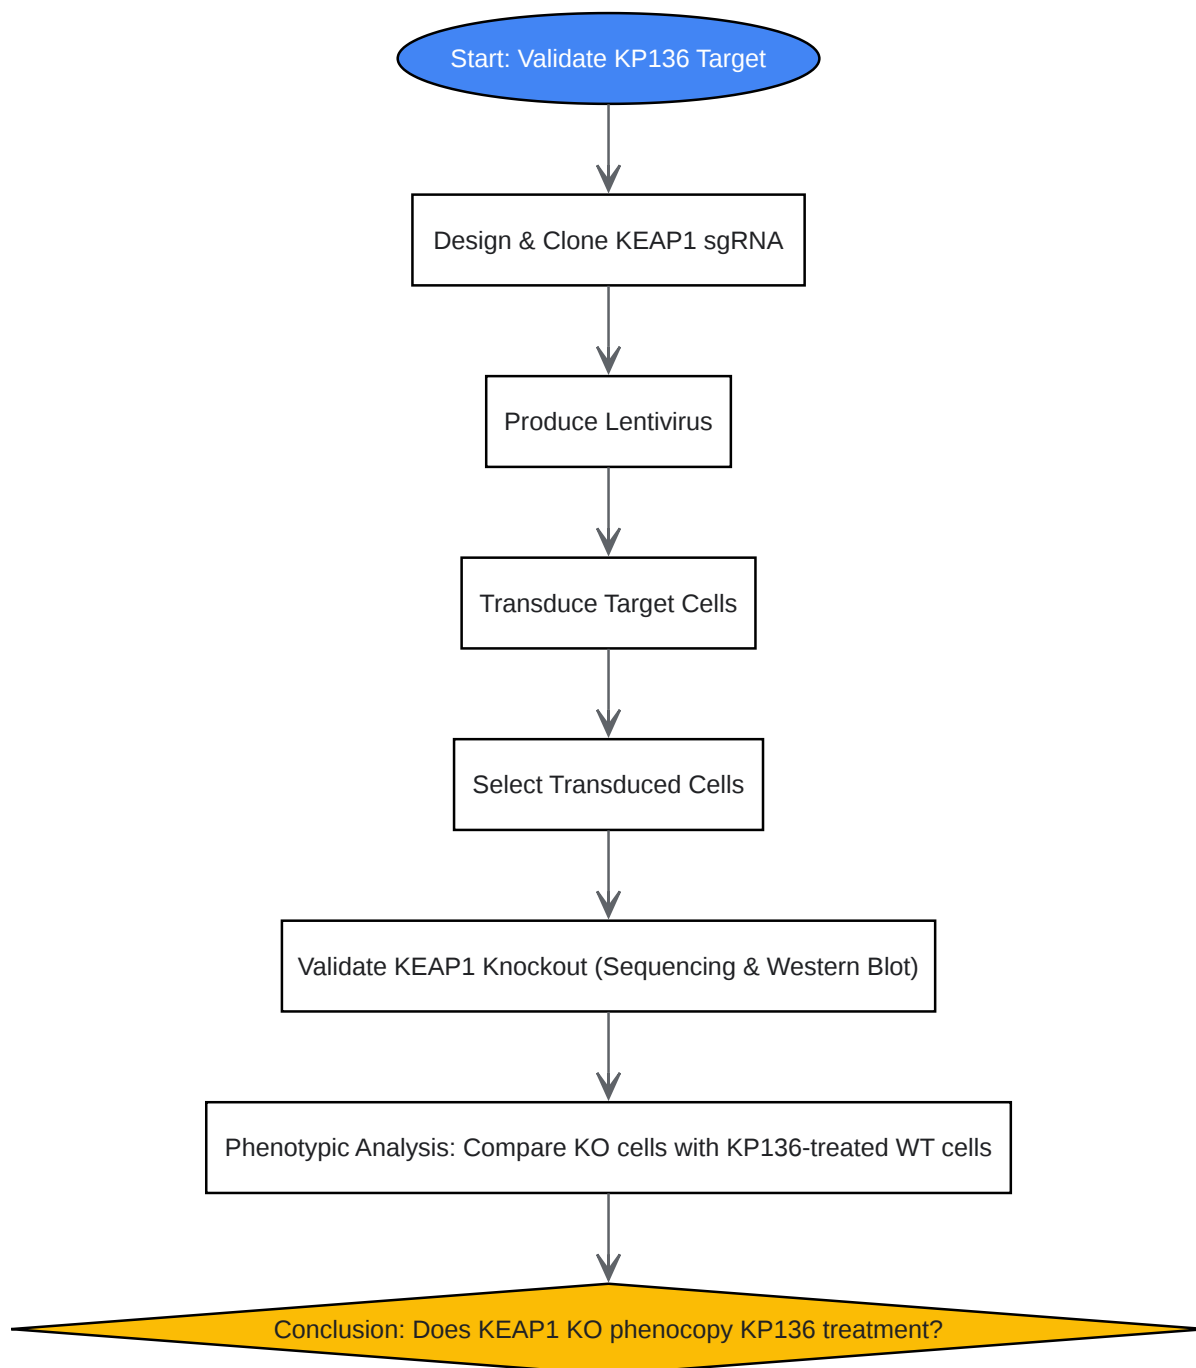 Start: Validate KP136 Target
Design & Clone KEAP1 sgRNA
Produce Lentivirus
Transduce Target Cells
Select Transduced Cells
Validate KEAP1 Knockout (Sequencing & Western Blot)
Phenotypic Analysis: Compare KO cells with KP136-treated WT cells
Conclusion: Does KEAP1 KO phenocopy KP136 treatment?